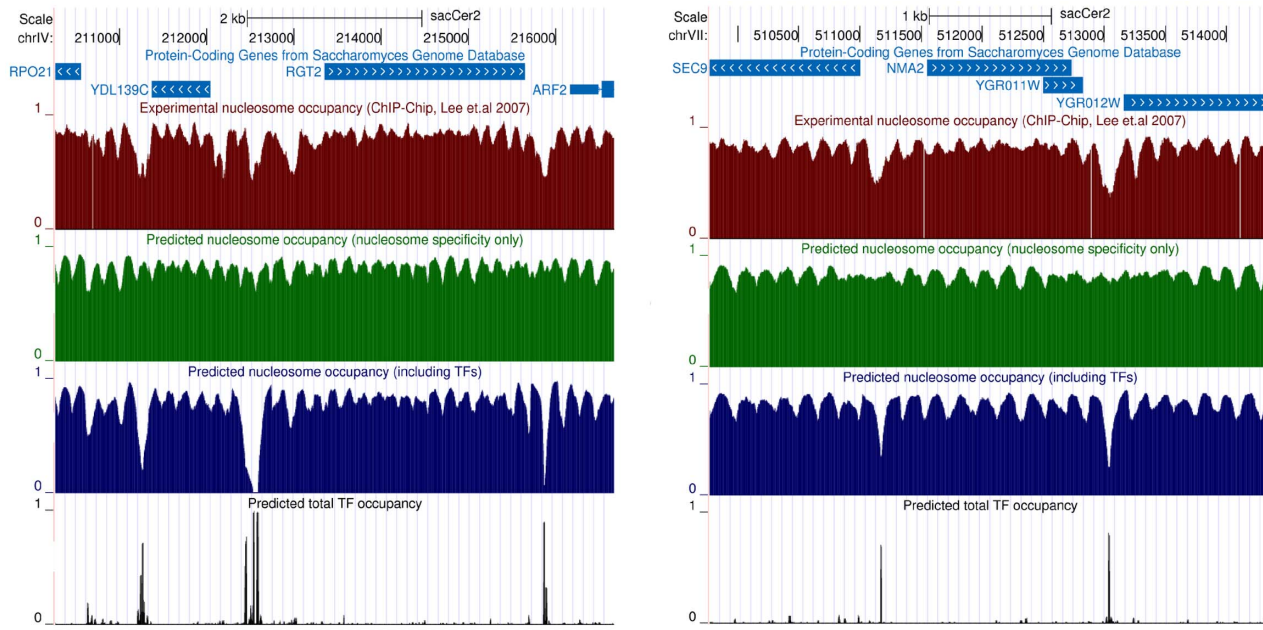 Scale 2 kb sacCer2
chrIV: 211000 212000 213000 214000 215000 216000
Protein-Coding Genes from Saccharomyces Genome Database
RPO21 RGT2
YDL139C ARF2
Experimental nucleosome occupancy (ChIP-Chip, Lee et.al 2007)
1
0
Predicted nucleosome occupancy (nucleosome specificity only)
1
0
Predicted nucleosome occupancy (including TFs)
1
0
Predicted total TF occupancy
1
0
Scale 1 kb sacCer2
chrVII: 510500 511000 511500 512000 512500 513000 513500 514000
Protein-Coding Genes from Saccharomyces Genome Database
SEC9 NMA2
YGR011W
YGR012W
Experimental nucleosome occupancy (ChIP-Chip, Lee et.al 2007)
1
0
Predicted nucleosome occupancy (nucleosome specificity only)
1
0
Predicted nucleosome occupancy (including TFs)
1
0
Predicted total TF occupancy
1
0